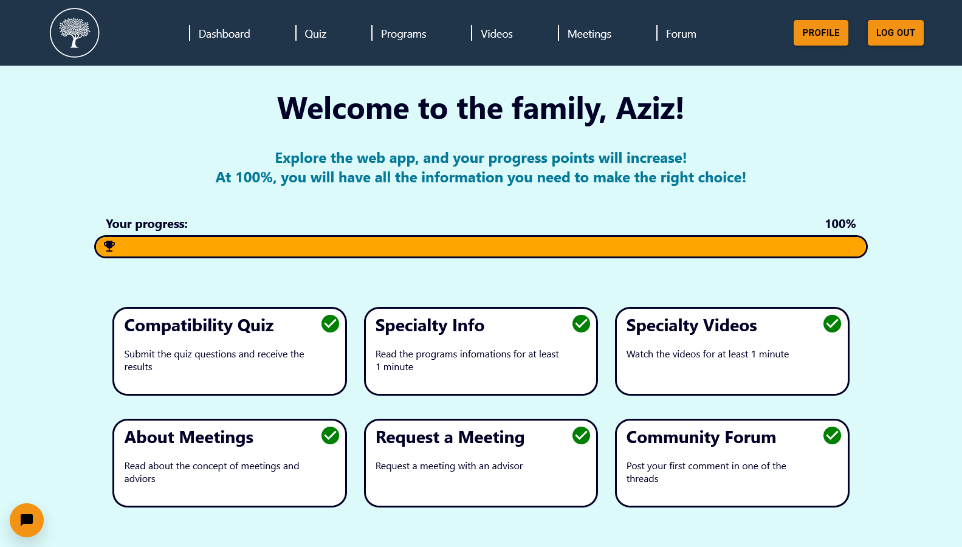 Dashboard
Quiz
Programs
Videos
Meetings
Forum
PROFILE
LOG OUT
Welcome to the family, Aziz!
Explore the web app, and your progress points will increase!
At 100%, you will have all the information you need to make the right choice!
Your progress:
100%
Compatibility Quiz
Submit the quiz questions and receive the
results
Specialty Info
Read the programs infomations for at least
1 minute
Specialty Videos
Watch the videos for at least 1 minute
About Meetings
Read about the concept of meetings and
adviors
Request a Meeting
Request a meeting with an advisor
Community Forum
Post your first comment in one of the
threads